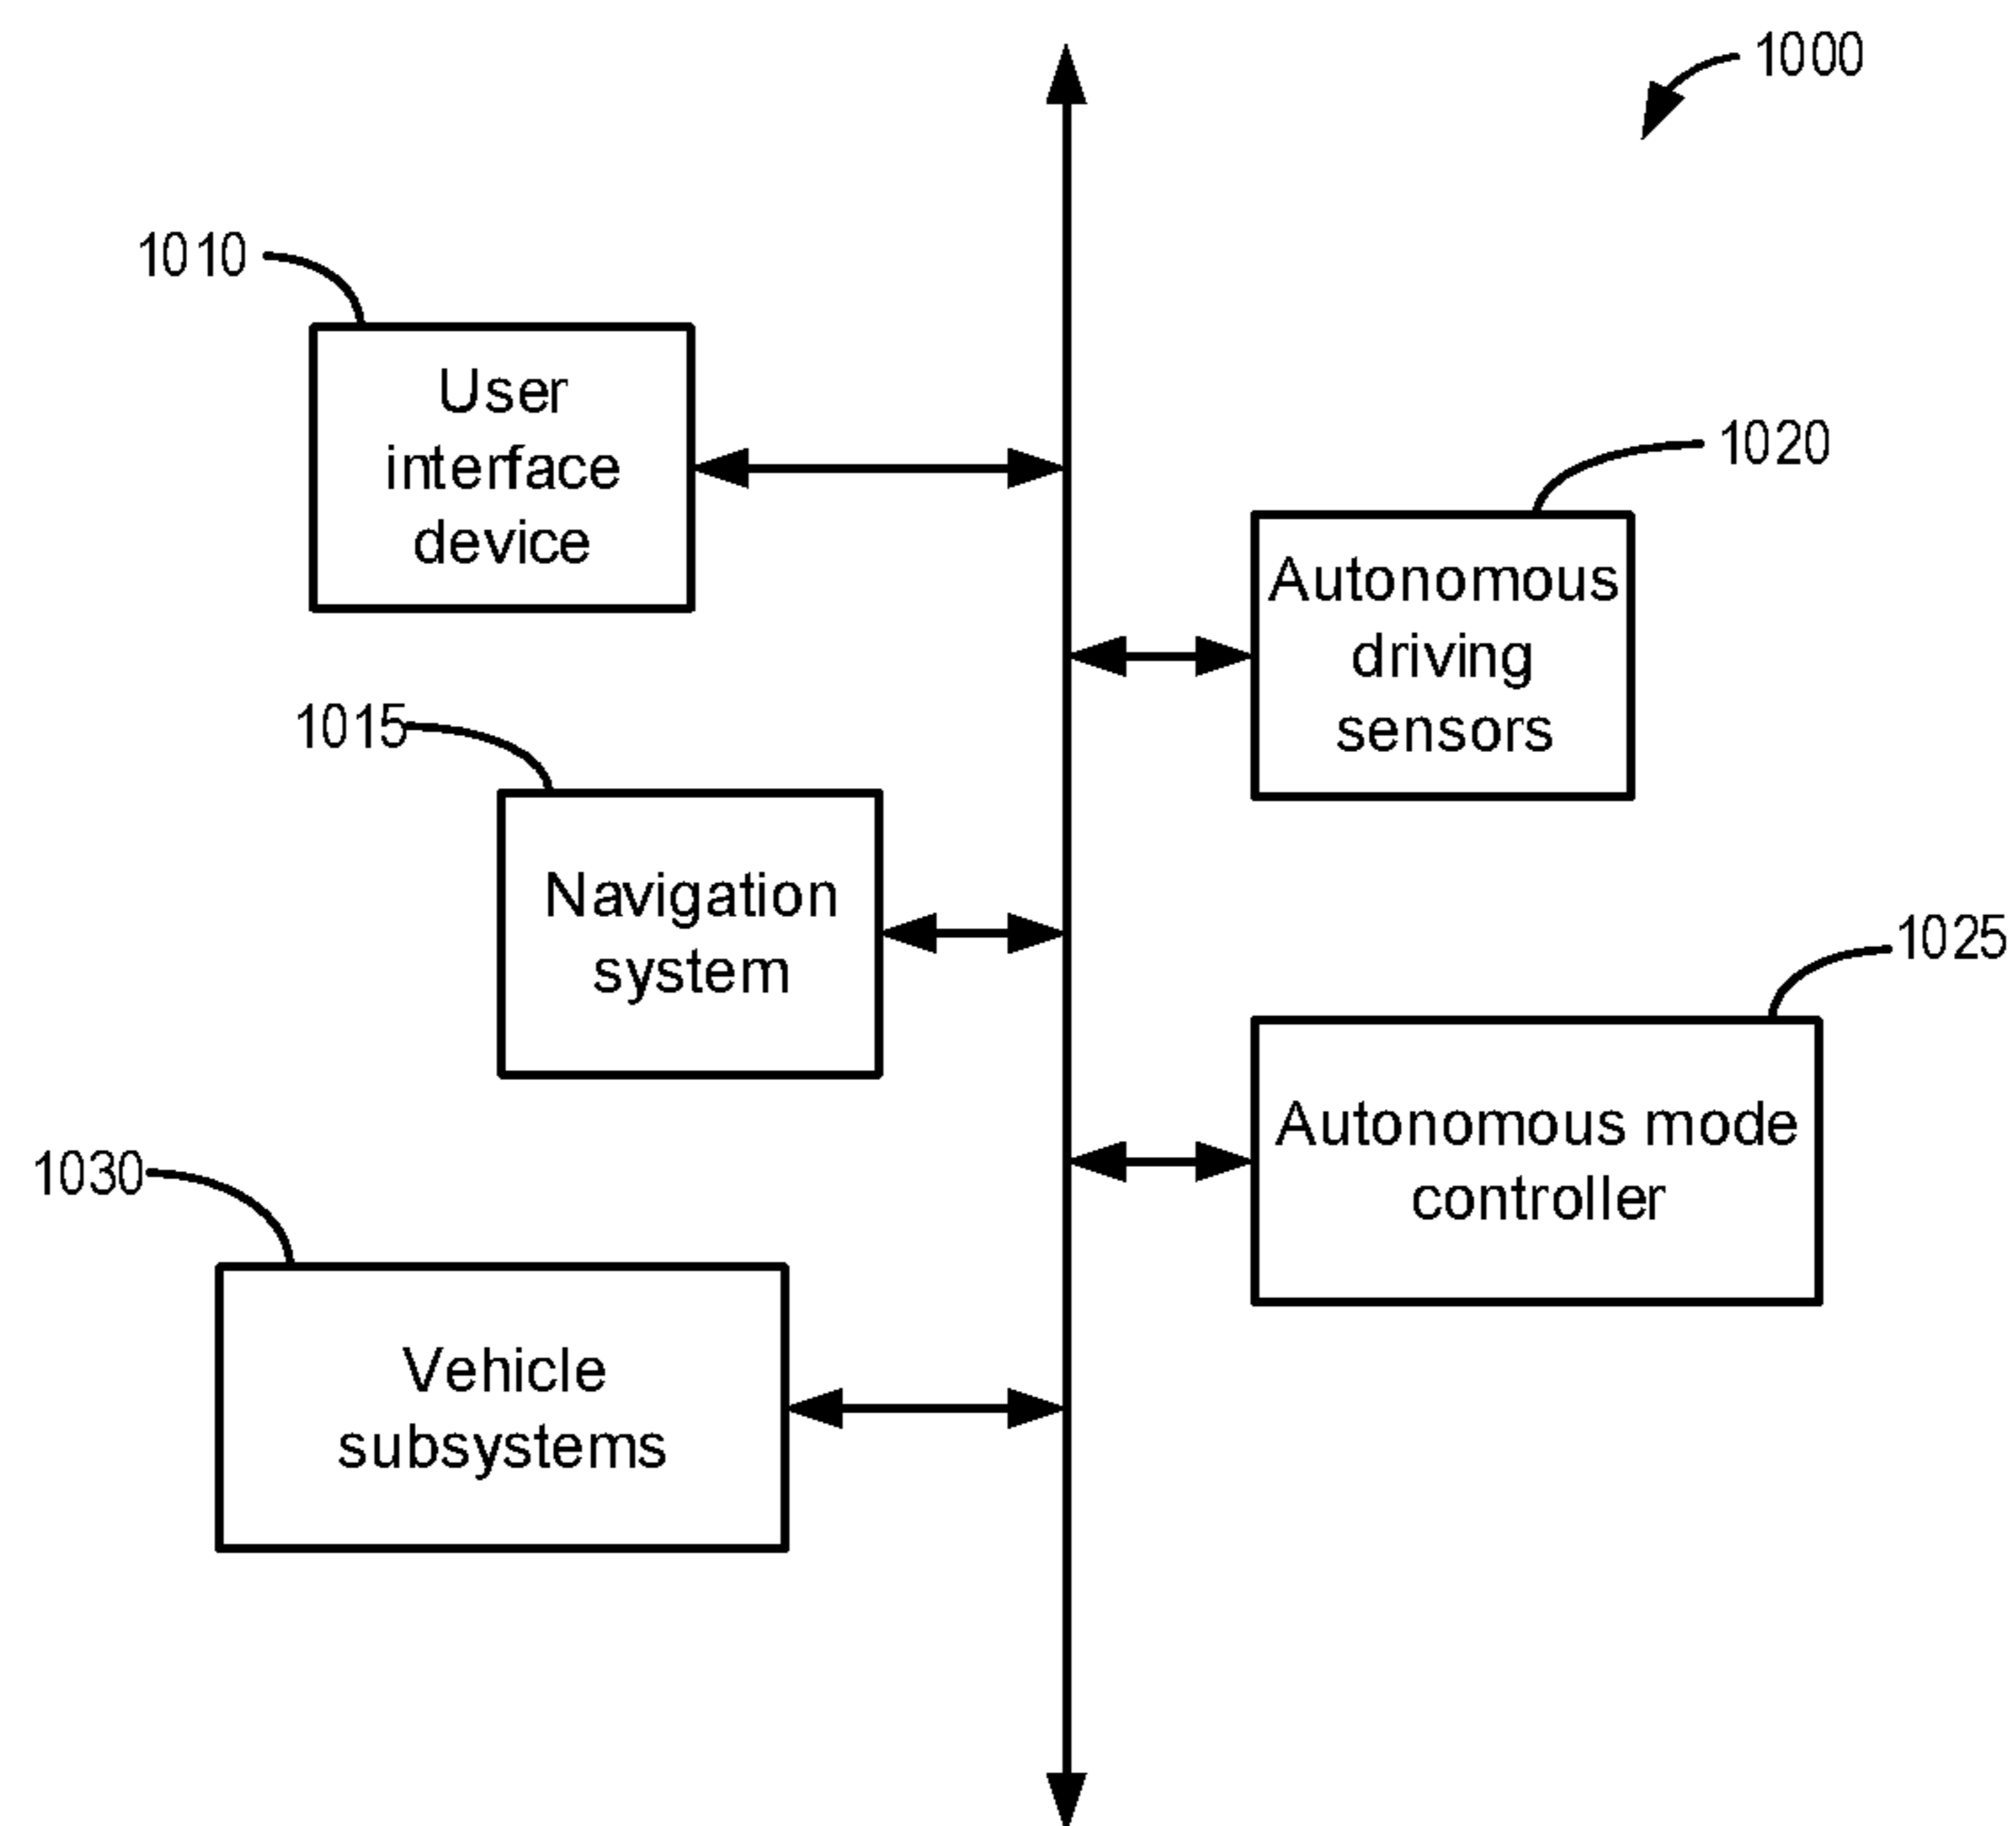 1000
1010
User
interface
device
1020
Autonomous
driving
sensors
1015
Navigation
system
1025
Autonomous mode
controller
1030
Vehicle
subsystems